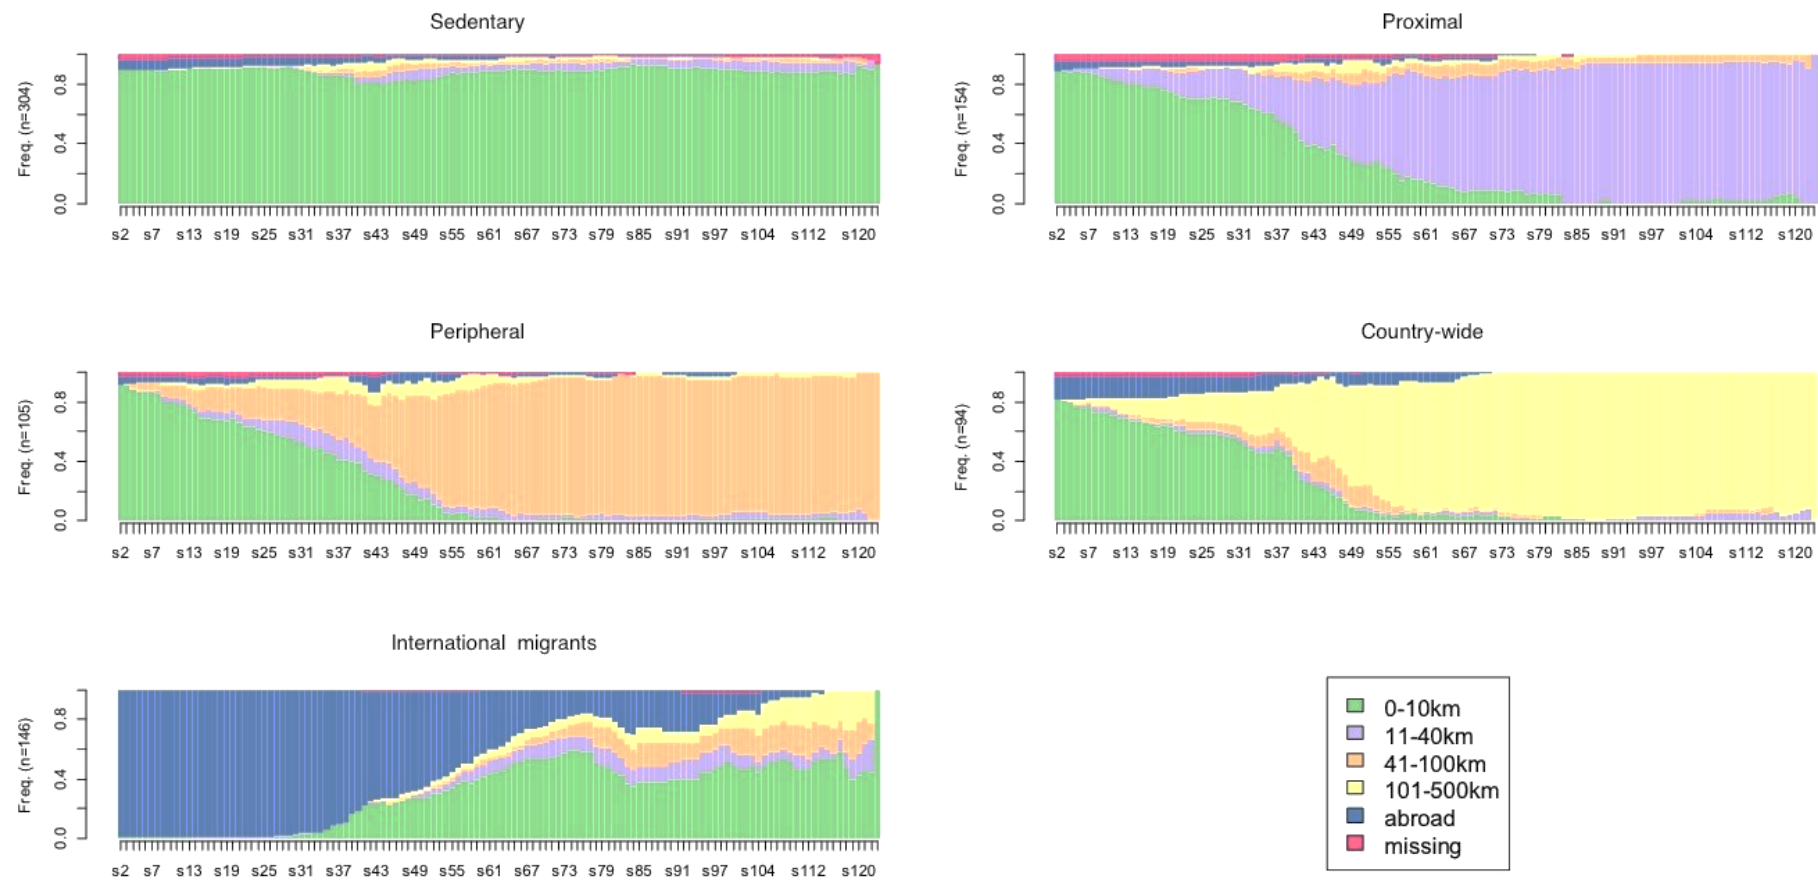 Sedentary
Freq. (n=304)
0.0 0.4 0.8
s2 s7 s13 s19 s25 s31 s37 s43 s49 s55 s61 s67 s73 s79 s85 s91 s97 s104 s112 s120
Proximal
Freq. (n=154)
0.0 0.4 0.8
s2 s7 s13 s19 s25 s31 s37 s43 s49 s55 s61 s67 s73 s79 s85 s91 s97 s104 s112 s120
Peripheral
Freq. (n=105)
0.0 0.4 0.8
s2 s7 s13 s19 s25 s31 s37 s43 s49 s55 s61 s67 s73 s79 s85 s91 s97 s104 s112 s120
Country-wide
Freq. (n=94)
0.0 0.4 0.8
s2 s7 s13 s19 s25 s31 s37 s43 s49 s55 s61 s67 s73 s79 s85 s91 s97 s104 s112 s120
International migrants
Freq. (n=146)
0.0 0.4 0.8
s2 s7 s13 s19 s25 s31 s37 s43 s49 s55 s61 s67 s73 s79 s85 s91 s97 s104 s112 s120
0-10km
11-40km
41-100km
101-500km
abroad
missing